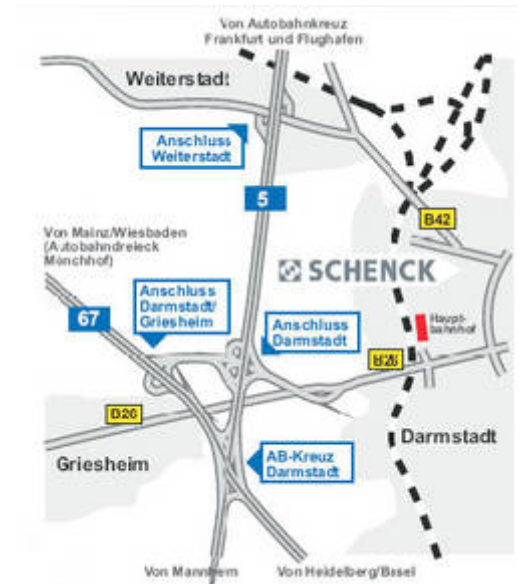 Von Autobahnkreuz
Frankfurt und Flughafen
Weiterstadt
Anschluss
Weiterstadt
5
B42
Von Mainz/Wiesbaden
(Autobahndreieck
Mönchhof)
SCHENCK
Anschluss
Darmstadt/
Griesheim
67
Anschluss
Darmstadt
Haupt-
bahnhof
B26
B26
Darmstadt
Griesheim
AB-Kreuz
Darmstadt
Von Mannheim
Von Heidelberg/Basel